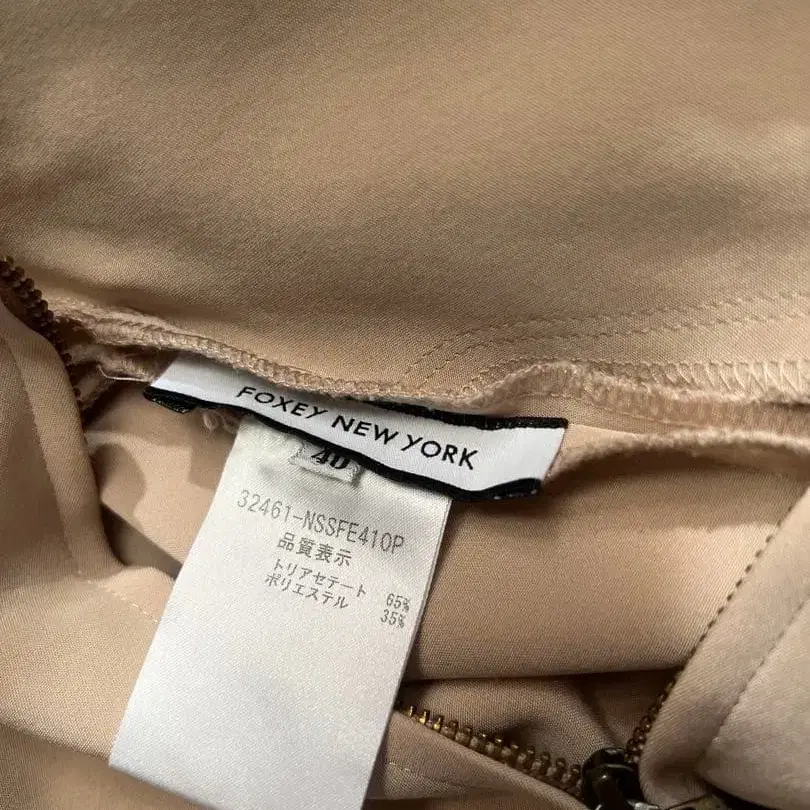 FOXEY NEW YORK
40
32461-NSSFE410P
品質表示
トリアセテート 65%
ポリエステル 35%